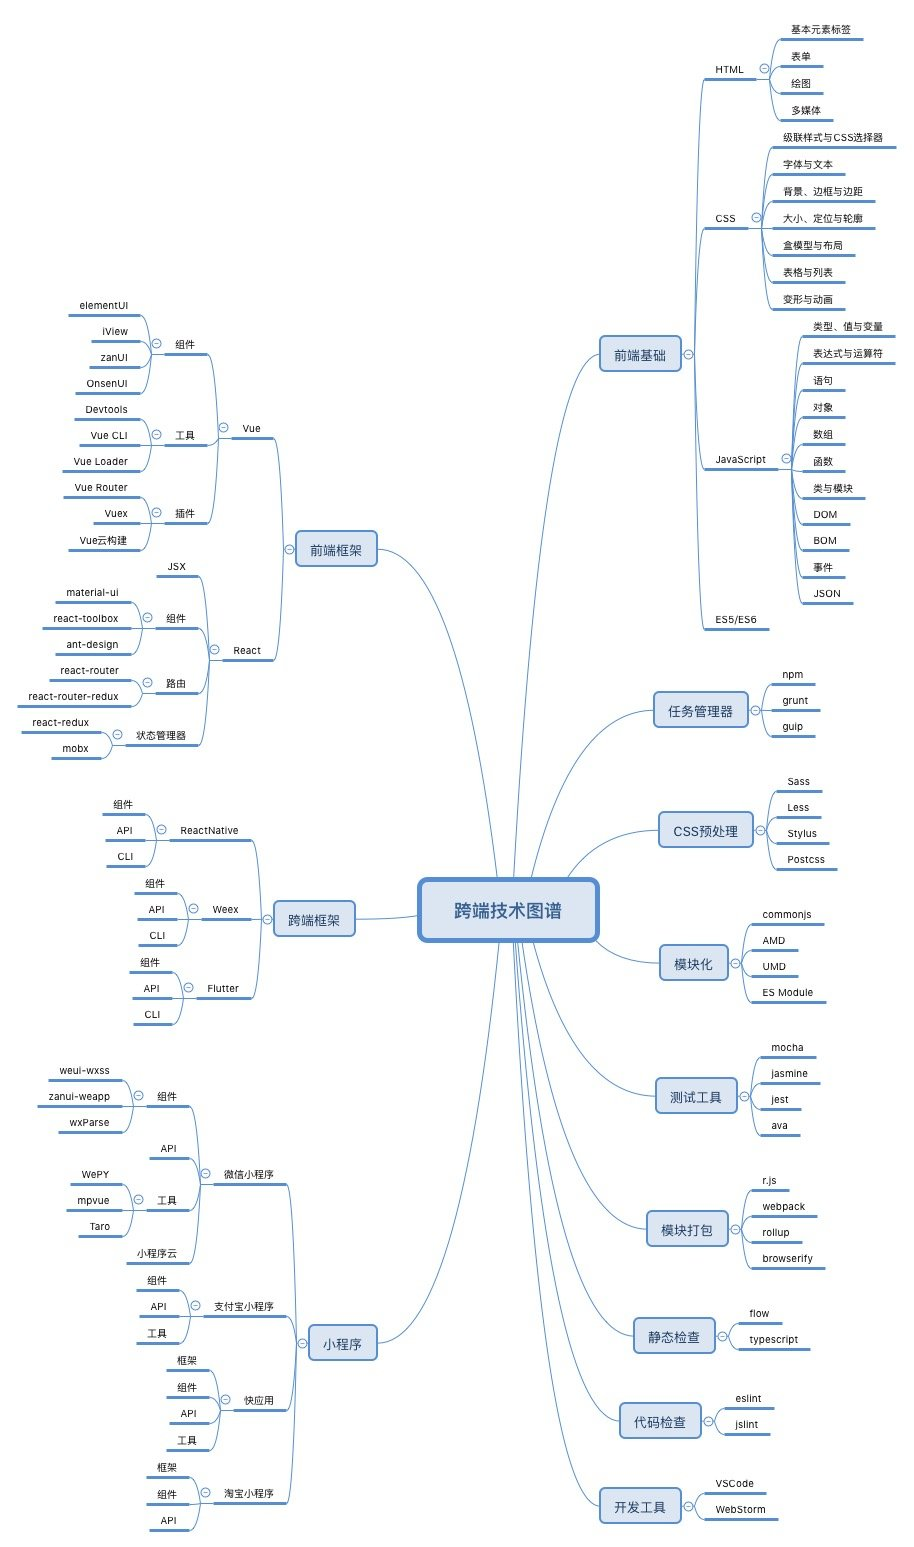 跨端技术图谱
前端基础
HTML
基本元素标签
表单
绘图
多媒体
CSS
级联样式与CSS选择器
字体与文本
背景、边框与边距
大小、定位与轮廓
盒模型与布局
表格与列表
变形与动画
JavaScript
类型、值与变量
表达式与运算符
语句
对象
数组
函数
类与模块
DOM
BOM
事件
JSON
ES5/ES6
任务管理器
npm
grunt
guip
CSS预处理
Sass
Less
Stylus
Postcss
模块化
commonjs
AMD
UMD
ES Module
测试工具
mocha
jasmine
jest
ava
模块打包
r.js
webpack
rollup
browserify
静态检查
flow
typescript
代码检查
eslint
jslint
开发工具
VSCode
WebStorm
前端框架
Vue
组件
elementUI
iView
zanUI
OnsenUI
工具
Devtools
Vue CLI
Vue Loader
插件
Vue Router
Vuex
Vue云构建
React
JSX
组件
material-ui
react-toolbox
ant-design
路由
react-router
react-router-redux
状态管理器
react-redux
mobx
跨端框架
ReactNative
组件
API
CLI
Weex
组件
API
CLI
Flutter
组件
API
CLI
小程序
微信小程序
组件
weui-wxss
zanui-weapp
wxParse
API
工具
WePY
mpvue
Taro
小程序云
支付宝小程序
组件
API
工具
快应用
框架
组件
API
工具
淘宝小程序
框架
组件
API